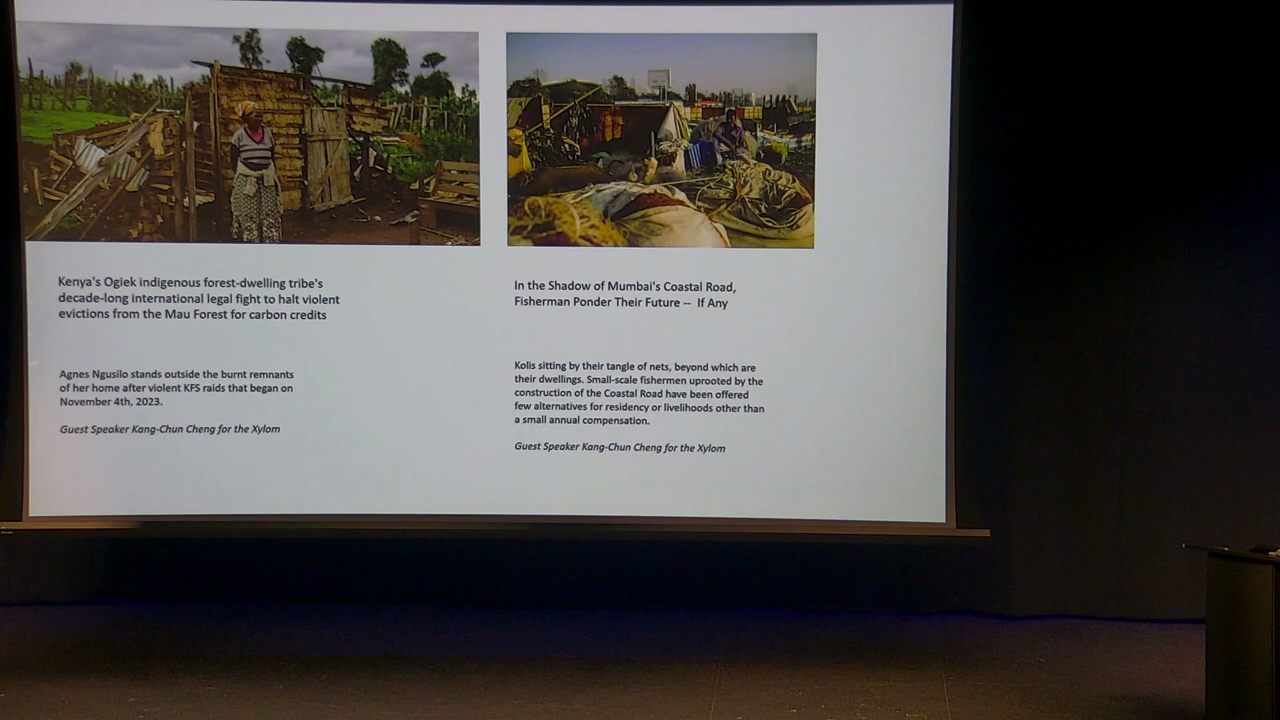 Kenya's Ogiek indigenous forest-dwelling tribe's
decade-long international legal fight to halt violent
evictions from the Mau Forest for carbon credits
Agnes Ngusilo stands outside the burnt remnants
of her home after violent KFS raids that began on
November 4th, 2023.
Guest Speaker Kang-Chun Cheng for the Xylom
In the Shadow of Mumbai's Coastal Road,
Fisherman Ponder Their Future -- If Any
Kolis sitting by their tangle of nets, beyond which are
their dwellings. Small-scale fishermen uprooted by the
construction of the Coastal Road have been offered
few alternatives for residency or livelihoods other than
a small annual compensation.
Guest Speaker Kang-Chun Cheng for the Xylom